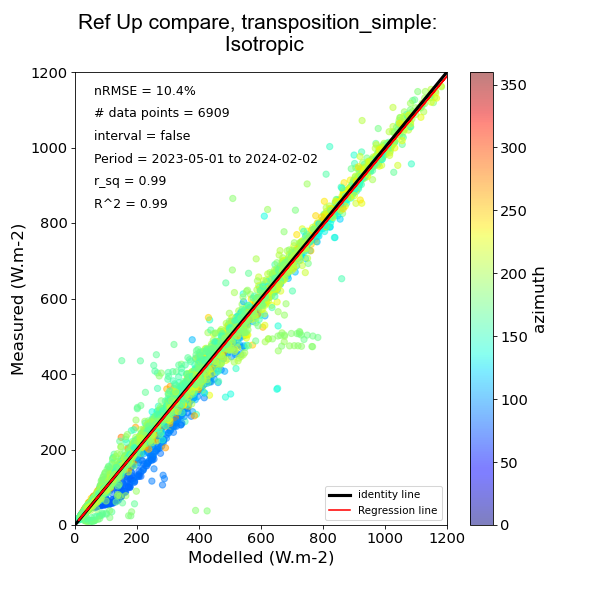 Ref Up compare, transposition_simple:
Isotropic
nRMSE = 10.4%
# data points = 6909
interval = false
Period = 2023-05-01 to 2024-02-02
r_sq = 0.99
R^2 = 0.99
1200
1000
800
600
400
200
0
Measured (W.m-2)
0 200 400 600 800 1000 1200
Modelled (W.m-2)
identity line
Regression line
350
300
250
200
150
100
50
0
azimuth